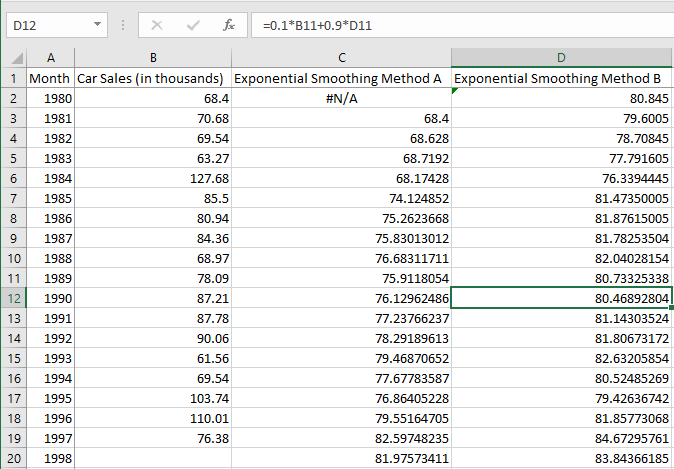 D12 fx =0.1*B11+0.9*D11
A B C D
1 Month Car Sales (in thousands) Exponential Smoothing Method A Exponential Smoothing Method B
2 1980 68.4 #N/A 80.845
3 1981 70.68 68.4 79.6005
4 1982 69.54 68.628 78.70845
5 1983 63.27 68.7192 77.791605
6 1984 127.68 68.17428 76.3394445
7 1985 85.5 74.124852 81.47350005
8 1986 80.94 75.2623668 81.87615005
9 1987 84.36 75.83013012 81.78253504
10 1988 68.97 76.68311711 82.04028154
11 1989 78.09 75.9118054 80.73325338
12 1990 87.21 76.12962486 80.46892804
13 1991 87.78 77.23766237 81.14303524
14 1992 90.06 78.29189613 81.80673172
15 1993 61.56 79.46870652 82.63205854
16 1994 69.54 77.67783587 80.52485269
17 1995 103.74 76.86405228 79.42636742
18 1996 110.01 79.55164705 81.85773068
19 1997 76.38 82.59748235 84.67295761
20 1998 81.97573411 83.84366185